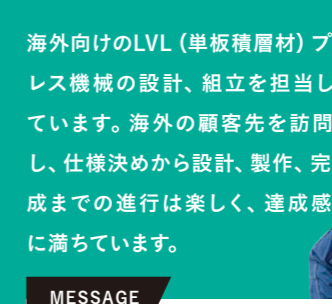 海外向けのLVL（単板積層材）プ
レス機械の設計、組立を担当し
ています。海外の顧客先を訪問
し、仕様決めから設計、製作、完
成までの進行は楽しく、達成感
に満ちています。
MESSAGE